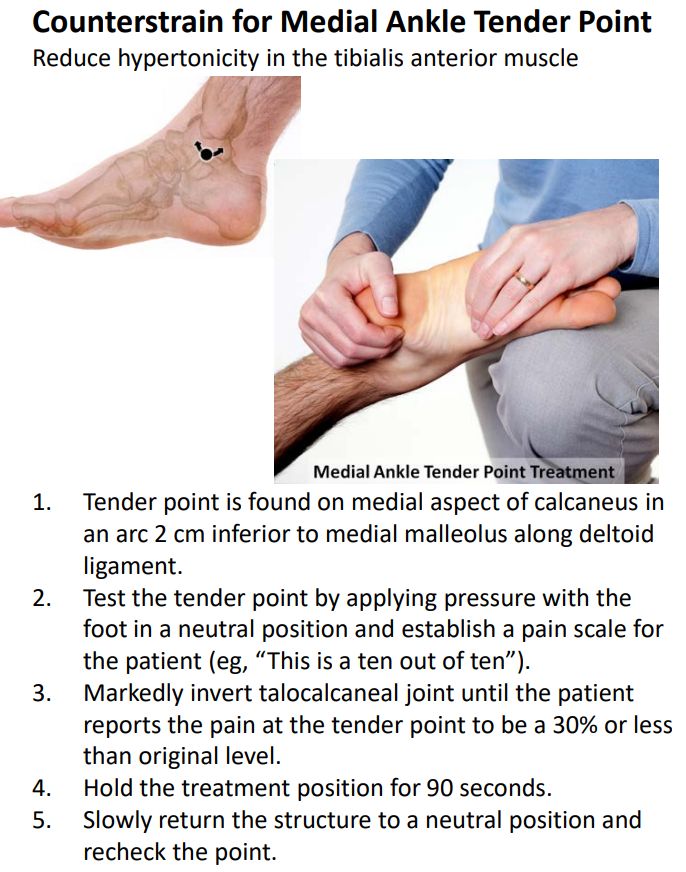 Counterstrain for Medial Ankle Tender Point
Reduce hypertonicity in the tibialis anterior muscle
Medial Ankle Tender Point Treatment
1. Tender point is found on medial aspect of calcaneus in
an arc 2 cm inferior to medial malleolus along deltoid
ligament.
2. Test the tender point by applying pressure with the
foot in a neutral position and establish a pain scale for
the patient (eg, “This is a ten out of ten”).
3. Markedly invert talocalcaneal joint until the patient
reports the pain at the tender point to be a 30% or less
than original level.
4. Hold the treatment position for 90 seconds.
5. Slowly return the structure to a neutral position and
recheck the point.